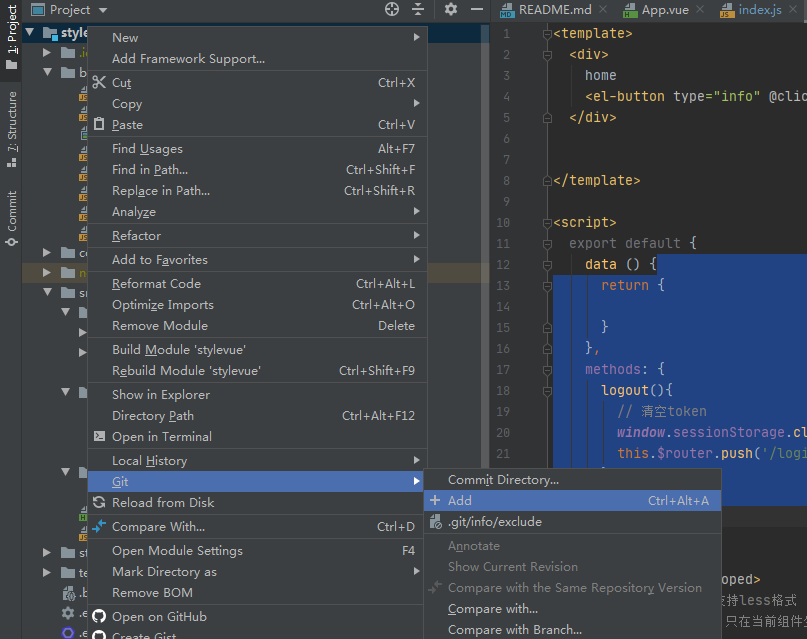 Project
README.md
App.vue
index.js
1: Project
7: Structure
Commit
New
Add Framework Support...
Cut Ctrl+X
Copy
Paste Ctrl+V
Find Usages Alt+F7
Find in Path... Ctrl+Shift+F
Replace in Path... Ctrl+Shift+R
Analyze
Refactor
Add to Favorites
Reformat Code Ctrl+Alt+L
Optimize Imports Ctrl+Alt+O
Remove Module Delete
Build Module 'stylevue'
Rebuild Module 'stylevue' Ctrl+Shift+F9
Show in Explorer
Directory Path Ctrl+Alt+F12
Open in Terminal
Local History
Git
Reload from Disk
Compare With... Ctrl+D
Open Module Settings F4
Mark Directory as
Remove BOM
Open on GitHub
Create Gist...
Commit Directory...
Add Ctrl+Alt+A
.git/info/exclude
Annotate
Show Current Revision
Compare with the Same Repository Version
Compare with...
Compare with Branch...
1 <template>
2 <div>
3 home
4 <el-button type="info" @clic
5 </div>
6
7
8 </template>
9
10 <script>
11 export default {
12 data () {
13 return {
14
15 }
16 },
17 methods: {
18 logout(){
19 // 清空token
20 window.sessionStorage.cl
21 this.$router.push('/logi
oped>
支持less格式
只在当前组件